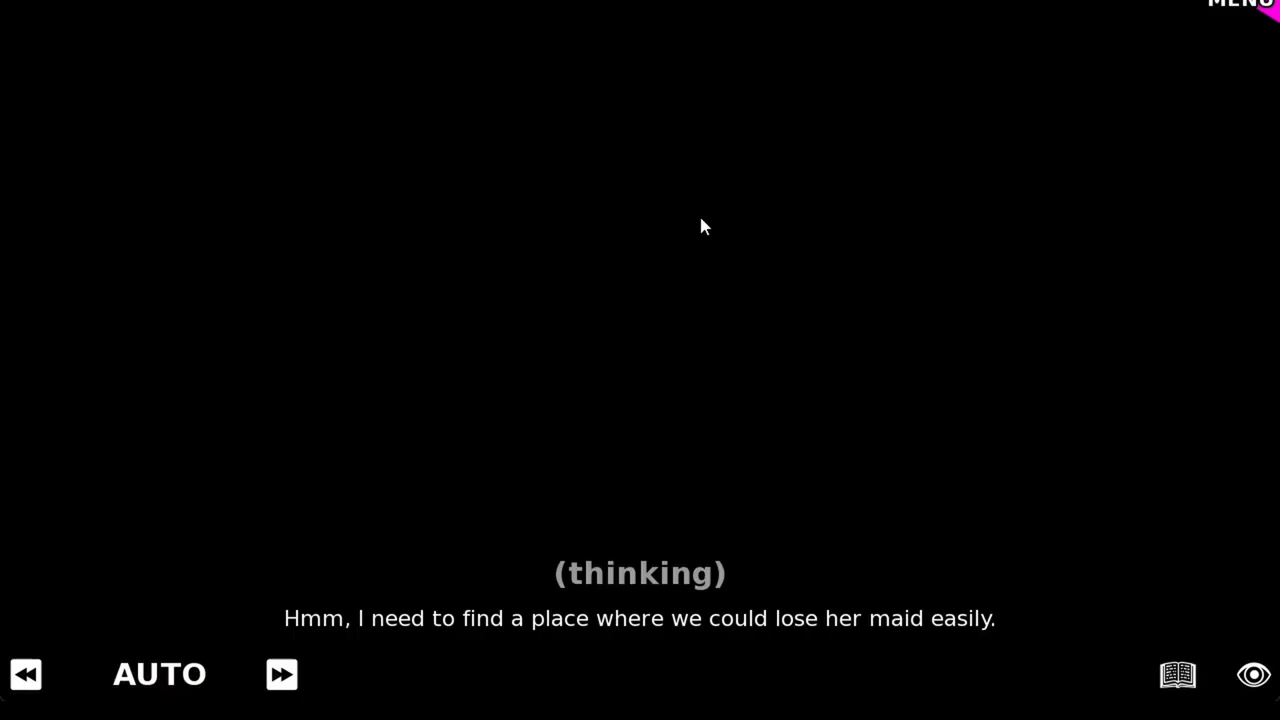 MENU
(thinking)
Hmm, I need to find a place where we could lose her maid easily.
AUTO